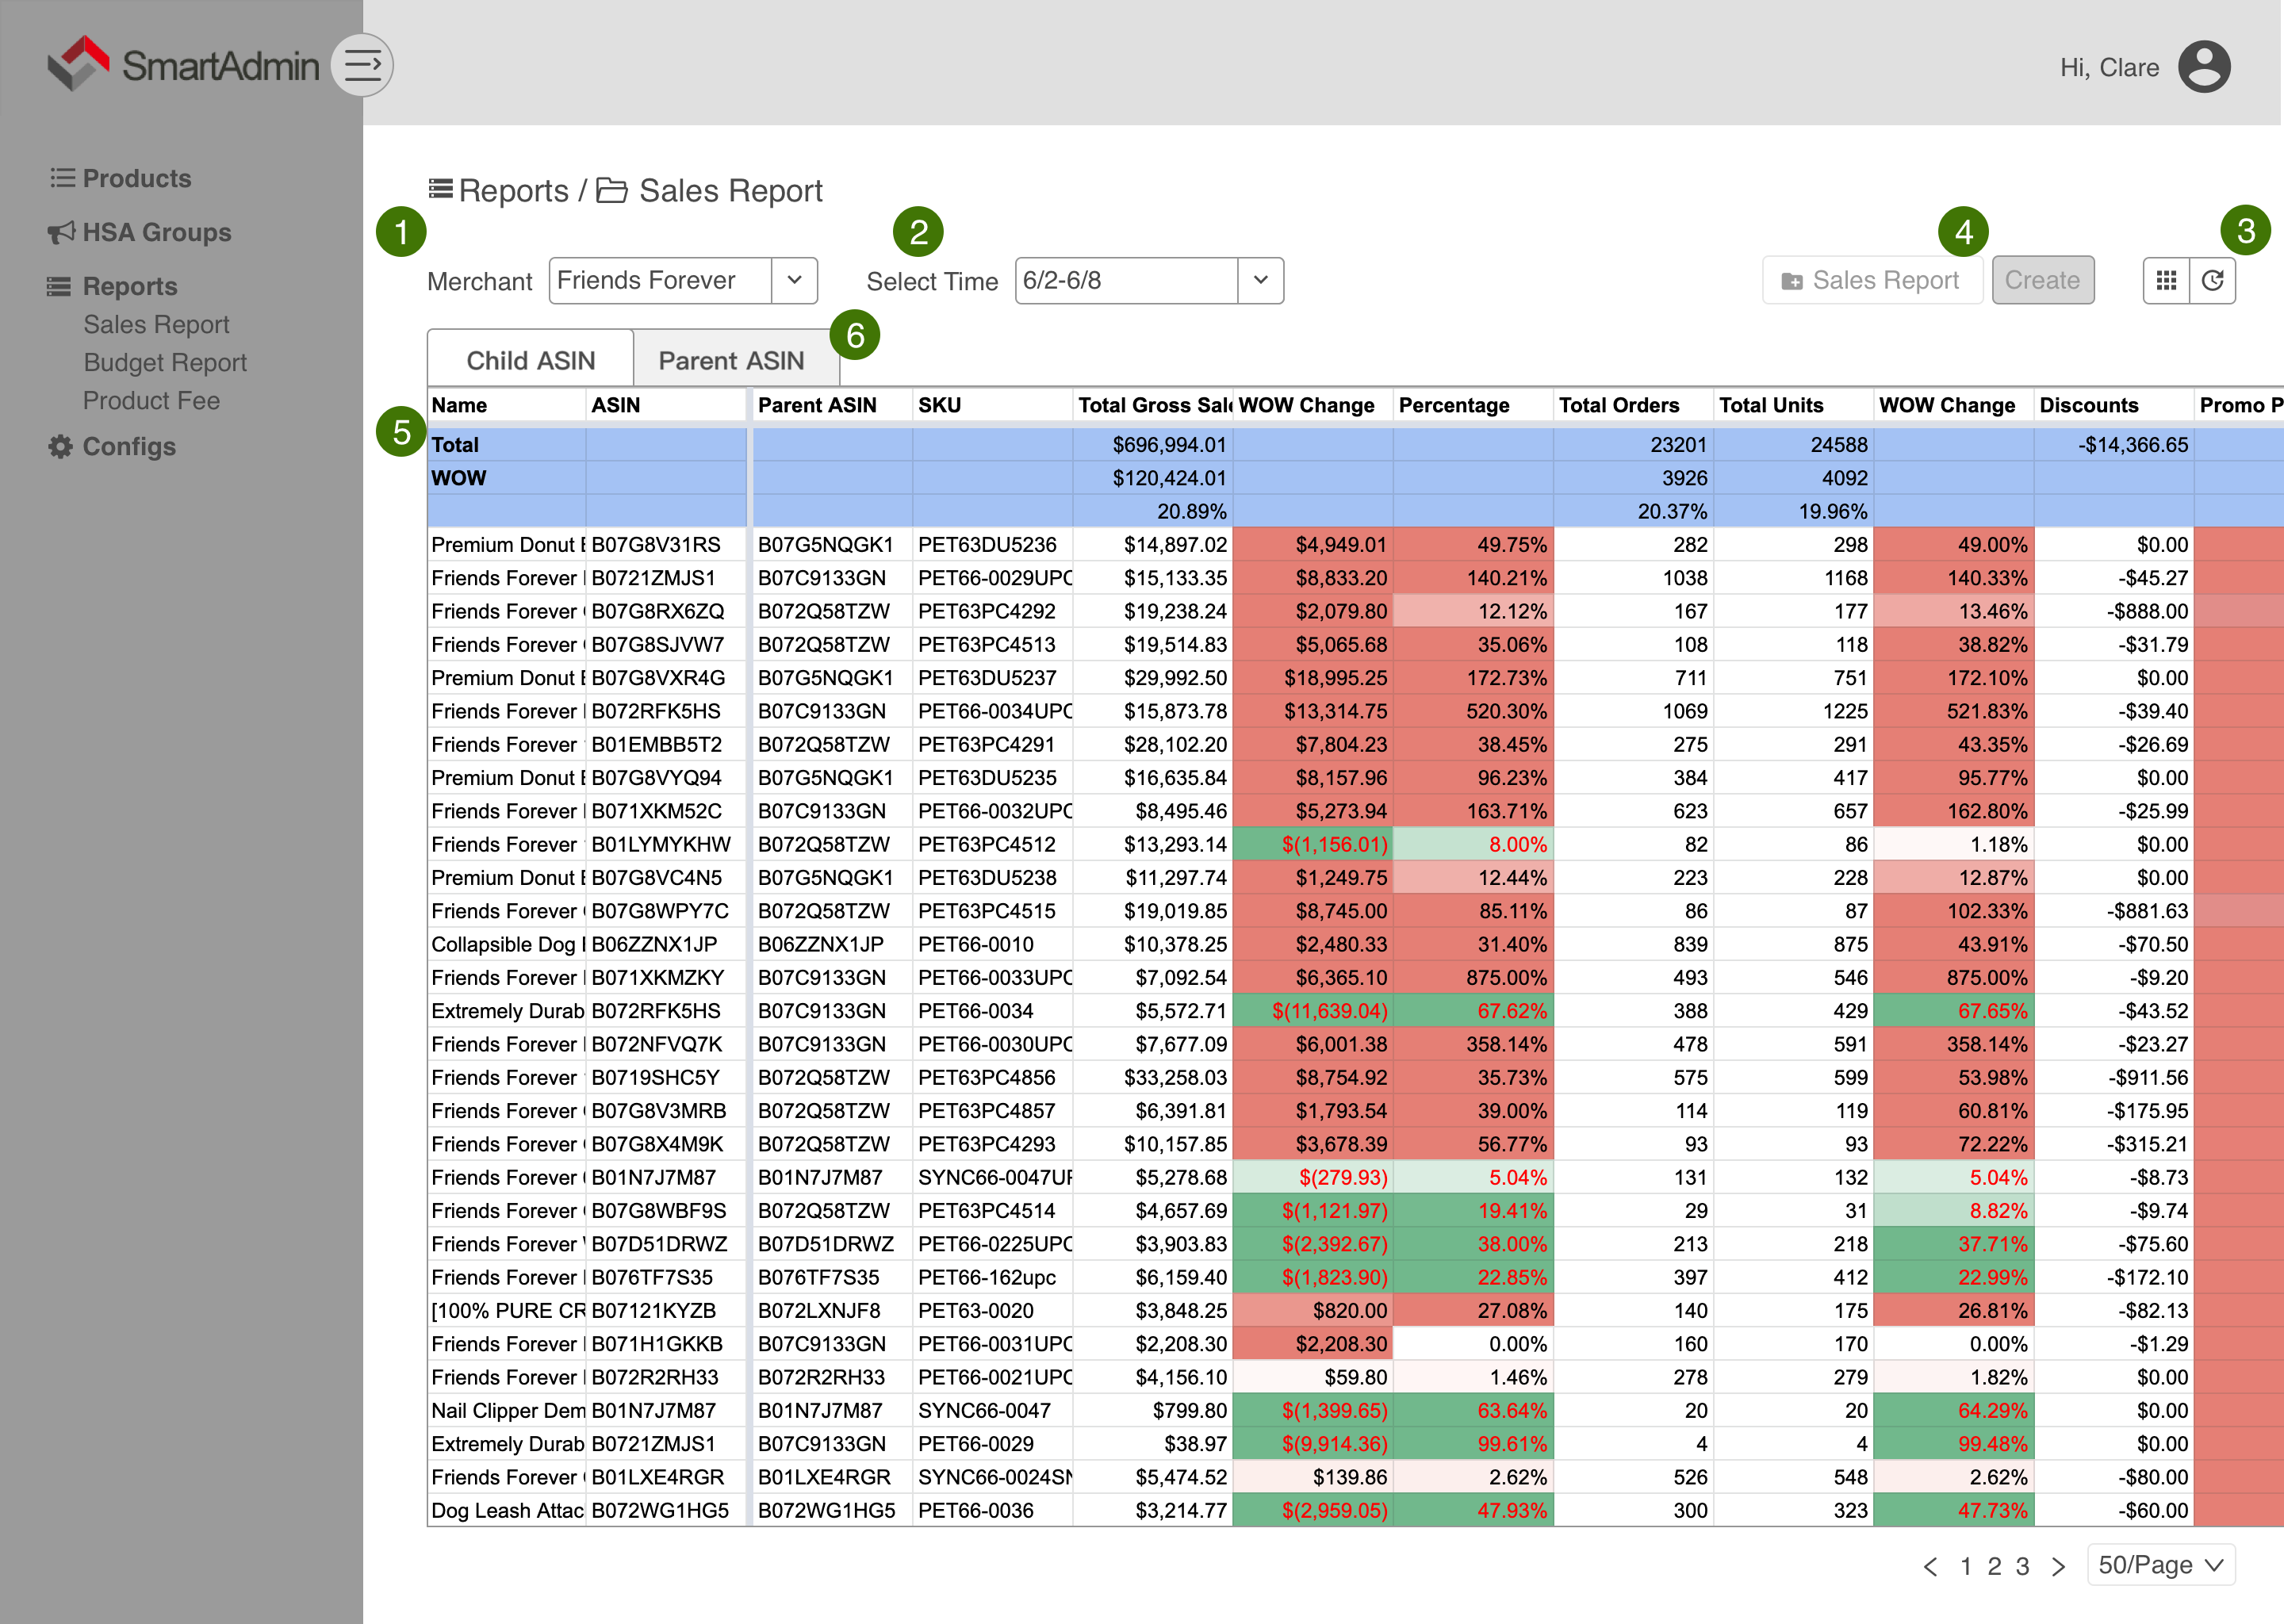 SmartAdmin
Hi, Clare
Products
HSA Groups
Reports
Sales Report
Budget Report
Product Fee
Configs
Reports / Sales Report
1 2 4 3
Merchant Friends Forever Select Time 6/2-6/8 Sales Report Create
6
Child ASIN Parent ASIN
5
Name ASIN Parent ASIN SKU Total Gross Sale WOW Change Percentage Total Orders Total Units WOW Change Discounts Promo P
Total $696,994.01 23201 24588 -$14,366.65
WOW $120,424.01 3926 4092
20.89% 20.37% 19.96%
Premium Donut B07G8V31RS B07G5NQGK1 PET63DU5236 $14,897.02 $4,949.01 49.75% 282 298 49.00% $0.00
Friends Forever B0721ZMJS1 B07C9133GN PET66-0029UPC $15,133.35 $8,833.20 140.21% 1038 1168 140.33% -$45.27
Friends Forever B07G8RX6ZQ B072Q58TZW PET63PC4292 $19,238.24 $2,079.80 12.12% 167 177 13.46% -$888.00
Friends Forever B07G8SJVW7 B072Q58TZW PET63PC4513 $19,514.83 $5,065.68 35.06% 108 118 38.82% -$31.79
Premium Donut B07G8VXR4G B07G5NQGK1 PET63DU5237 $29,992.50 $18,995.25 172.73% 711 751 172.10% $0.00
Friends Forever B072RFK5HS B07C9133GN PET66-0034UPC $15,873.78 $13,314.75 520.30% 1069 1225 521.83% -$39.40
Friends Forever B01EMBB5T2 B072Q58TZW PET63PC4291 $28,102.20 $7,804.23 38.45% 275 291 43.35% -$26.69
Premium Donut B07G8VYQ94 B07G5NQGK1 PET63DU5235 $16,635.84 $8,157.96 96.23% 384 417 95.77% $0.00
Friends Forever B071XKM52C B07C9133GN PET66-0032UPC $8,495.46 $5,273.94 163.71% 623 657 162.80% -$25.99
Friends Forever B01LYMYKHW B072Q58TZW PET63PC4512 $13,293.14 $(1,156.01) 8.00% 82 86 1.18% $0.00
Premium Donut B07G8VC4N5 B07G5NQGK1 PET63DU5238 $11,297.74 $1,249.75 12.44% 223 228 12.87% $0.00
Friends Forever B07G8WPY7C B072Q58TZW PET63PC4515 $19,019.85 $8,745.00 85.11% 86 87 102.33% -$881.63
Collapsible Dog B06ZZNX1JP B06ZZNX1JP PET66-0010 $10,378.25 $2,480.33 31.40% 839 875 43.91% -$70.50
Friends Forever B071XKMZKY B07C9133GN PET66-0033UPC $7,092.54 $6,365.10 875.00% 493 546 875.00% -$9.20
Extremely Durab B072RFK5HS B07C9133GN PET66-0034 $5,572.71 $(11,639.04) 67.62% 388 429 67.65% -$43.52
Friends Forever B072NFVQ7K B07C9133GN PET66-0030UPC $7,677.09 $6,001.38 358.14% 478 591 358.14% -$23.27
Friends Forever B0719SHC5Y B072Q58TZW PET63PC4856 $33,258.03 $8,754.92 35.73% 575 599 53.98% -$911.56
Friends Forever B07G8V3MRB B072Q58TZW PET63PC4857 $6,391.81 $1,793.54 39.00% 114 119 60.81% -$175.95
Friends Forever B07G8X4M9K B072Q58TZW PET63PC4293 $10,157.85 $3,678.39 56.77% 93 93 72.22% -$315.21
Friends Forever B01N7J7M87 B01N7J7M87 SYNC66-0047UP $5,278.68 $(279.93) 5.04% 131 132 5.04% -$8.73
Friends Forever B07G8WBF9S B072Q58TZW PET63PC4514 $4,657.69 $(1,121.97) 19.41% 29 31 8.82% -$9.74
Friends Forever B07D51DRWZ B07D51DRWZ PET66-0225UPC $3,903.83 $(2,392.67) 38.00% 213 218 37.71% -$75.60
Friends Forever B076TF7S35 B076TF7S35 PET66-162upc $6,159.40 $(1,823.90) 22.85% 397 412 22.99% -$172.10
[100% PURE CR B07121KYZB B072LXNJF8 PET63-0020 $3,848.25 $820.00 27.08% 140 175 26.81% -$82.13
Friends Forever B071H1GKKB B07C9133GN PET66-0031UPC $2,208.30 $2,208.30 0.00% 160 170 0.00% -$1.29
Friends Forever B072R2RH33 B072R2RH33 PET66-0021UPC $4,156.10 $59.80 1.46% 278 279 1.82% $0.00
Nail Clipper Dem B01N7J7M87 B01N7J7M87 SYNC66-0047 $799.80 $(1,399.65) 63.64% 20 20 64.29% $0.00
Extremely Durab B0721ZMJS1 B07C9133GN PET66-0029 $38.97 $(9,914.36) 99.61% 4 4 99.48% $0.00
Friends Forever B01LXE4RGR B01LXE4RGR SYNC66-0024SN $5,474.52 $139.86 2.62% 526 548 2.62% -$80.00
Dog Leash Attac B072WG1HG5 B072WG1HG5 PET66-0036 $3,214.77 $(2,959.05) 47.93% 300 323 47.73% -$60.00
< 1 2 3 > 50/Page